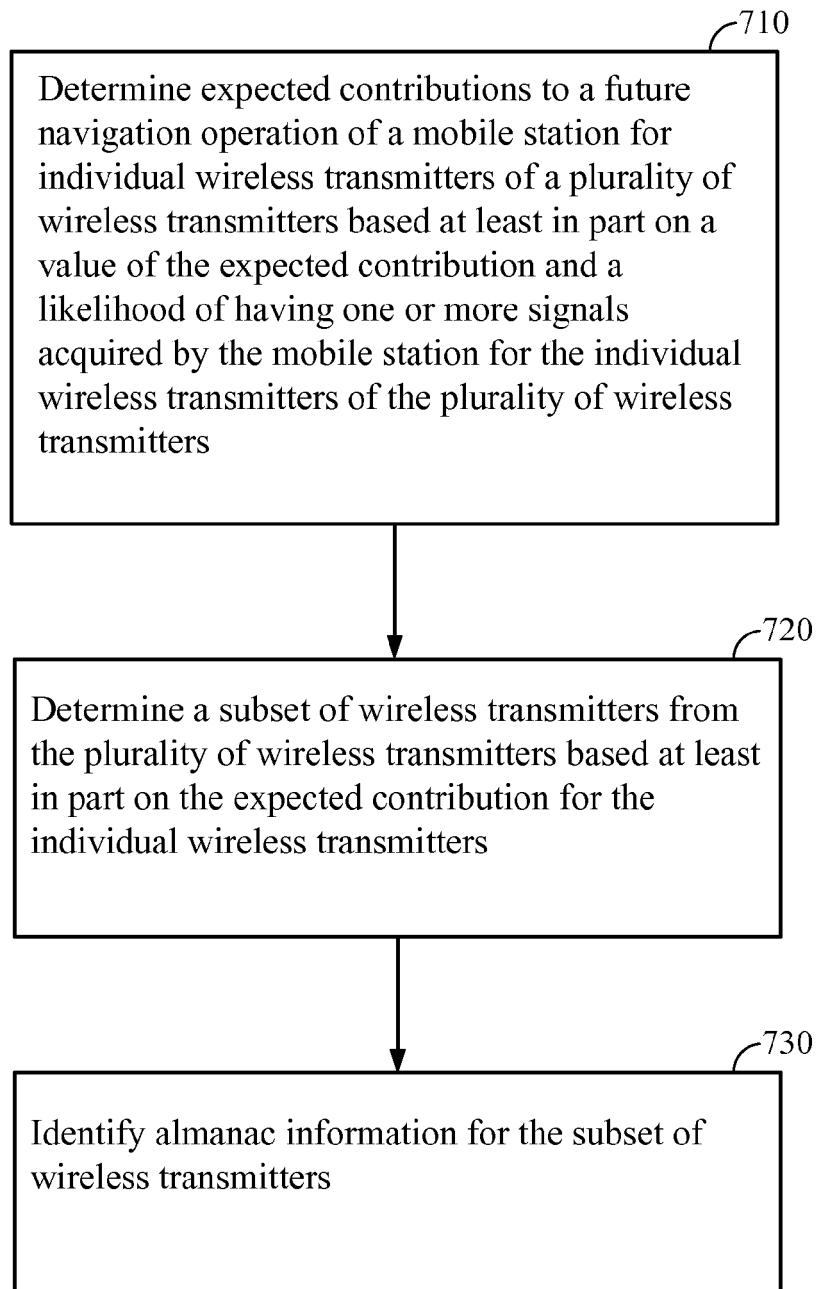 710
Determine expected contributions to a future
navigation operation of a mobile station for
individual wireless transmitters of a plurality of
wireless transmitters based at least in part on a
value of the expected contribution and a
likelihood of having one or more signals
acquired by the mobile station for the individual
wireless transmitters of the plurality of wireless
transmitters
720
Determine a subset of wireless transmitters from
the plurality of wireless transmitters based at least
in part on the expected contribution for the
individual wireless transmitters
730
Identify almanac information for the subset of
wireless transmitters